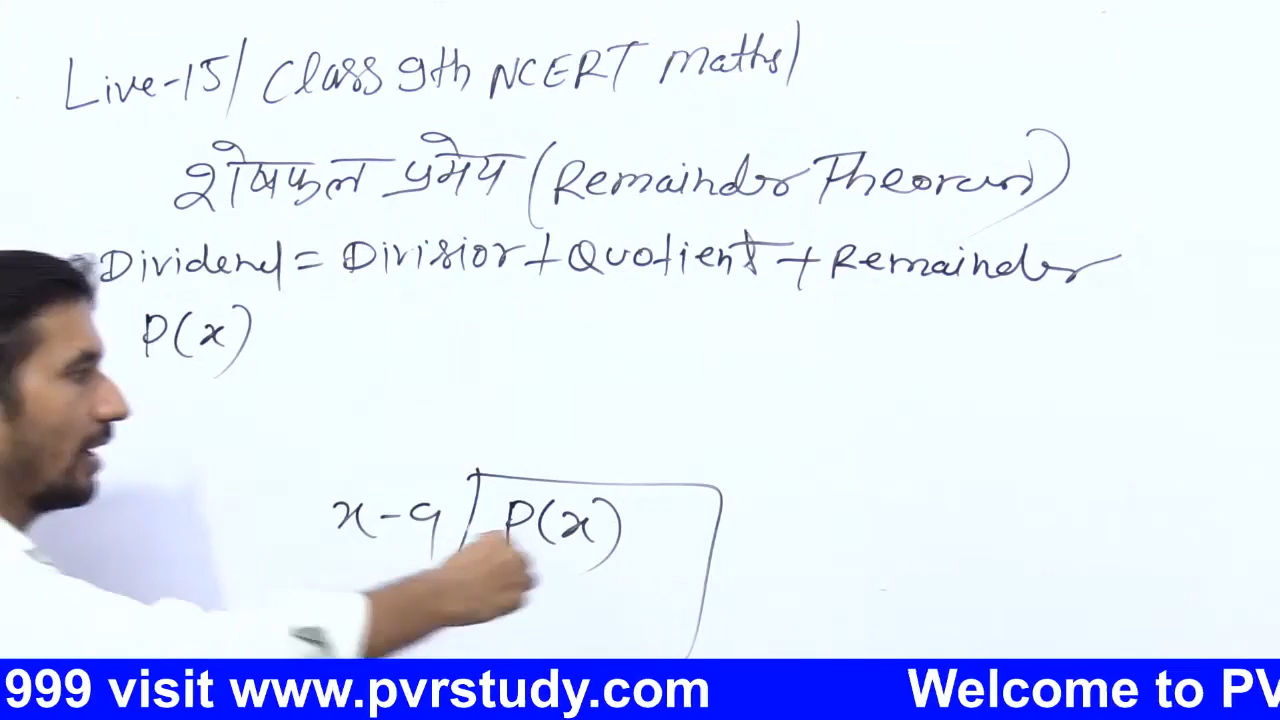 Live-15/ Class 9th NCERT Maths/
शेषफल प्रमेय (Remainder Theorem)
Dividend = Divisior + Quotient + Remainder
P(x)
x-a P(x)
999 visit www.pvrstudy.com Welcome to PV